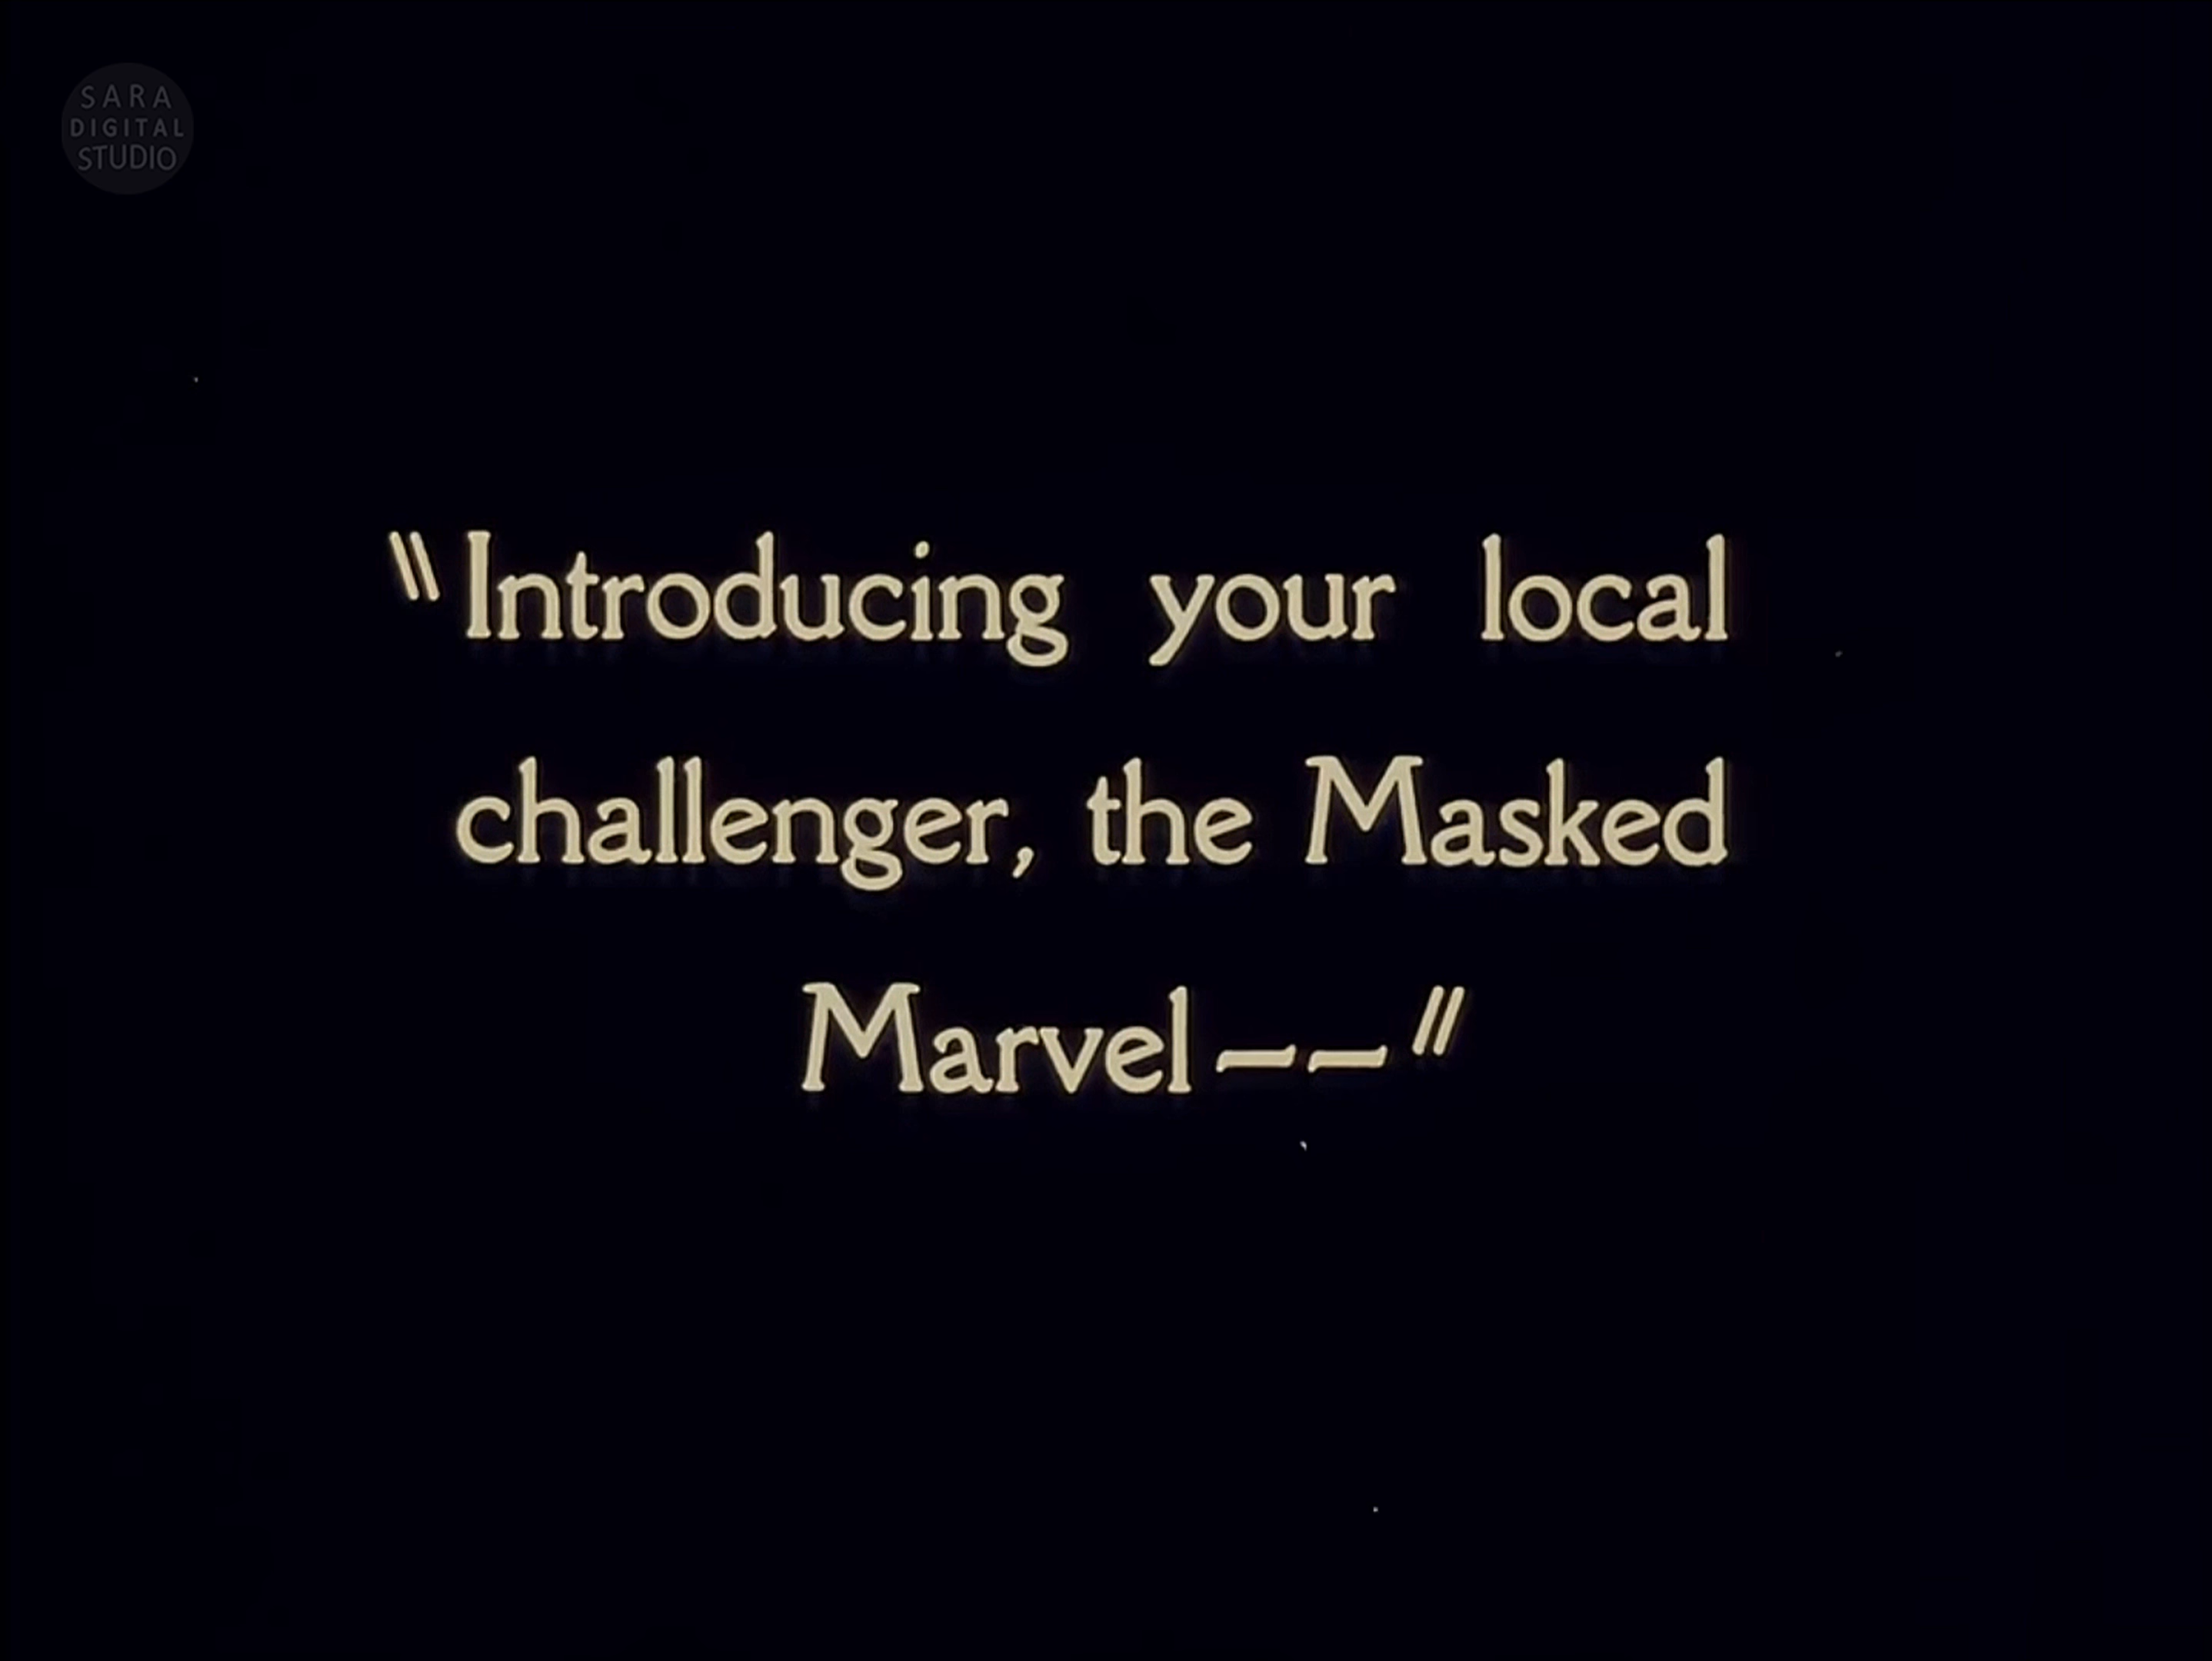 SARA
DIGITAL
STUDIO
"Introducing your local
challenger, the Masked
Marvel——"